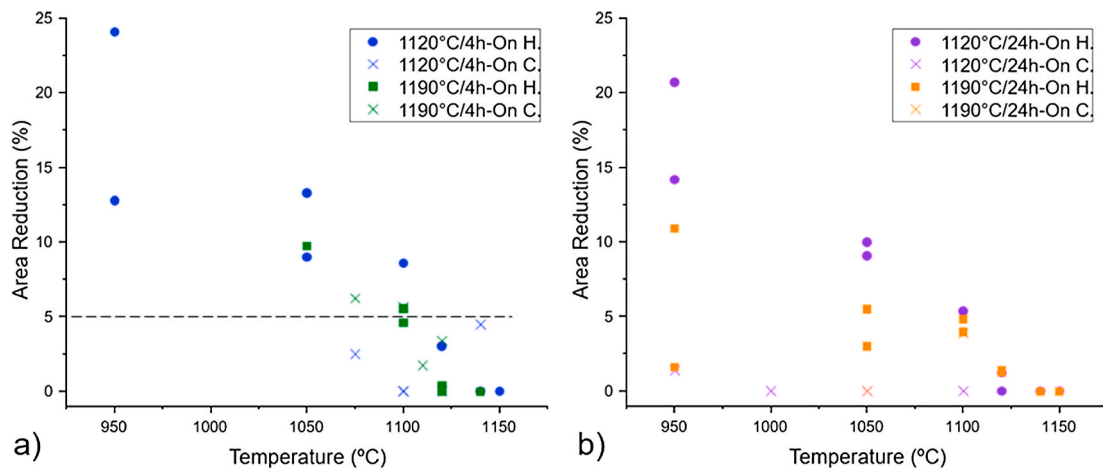 25
20
15
10
5
0
Area Reduction (%)
1120°C/4h-On H.
1120°C/4h-On C.
1190°C/4h-On H.
1190°C/4h-On C.
950
1000
1050
1100
1150
Temperature (ºC)
a)
25
20
15
10
5
0
Area Reduction (%)
1120°C/24h-On H.
1120°C/24h-On C.
1190°C/24h-On H.
1190°C/24h-On C.
950
1000
1050
1100
1150
Temperature (ºC)
b)